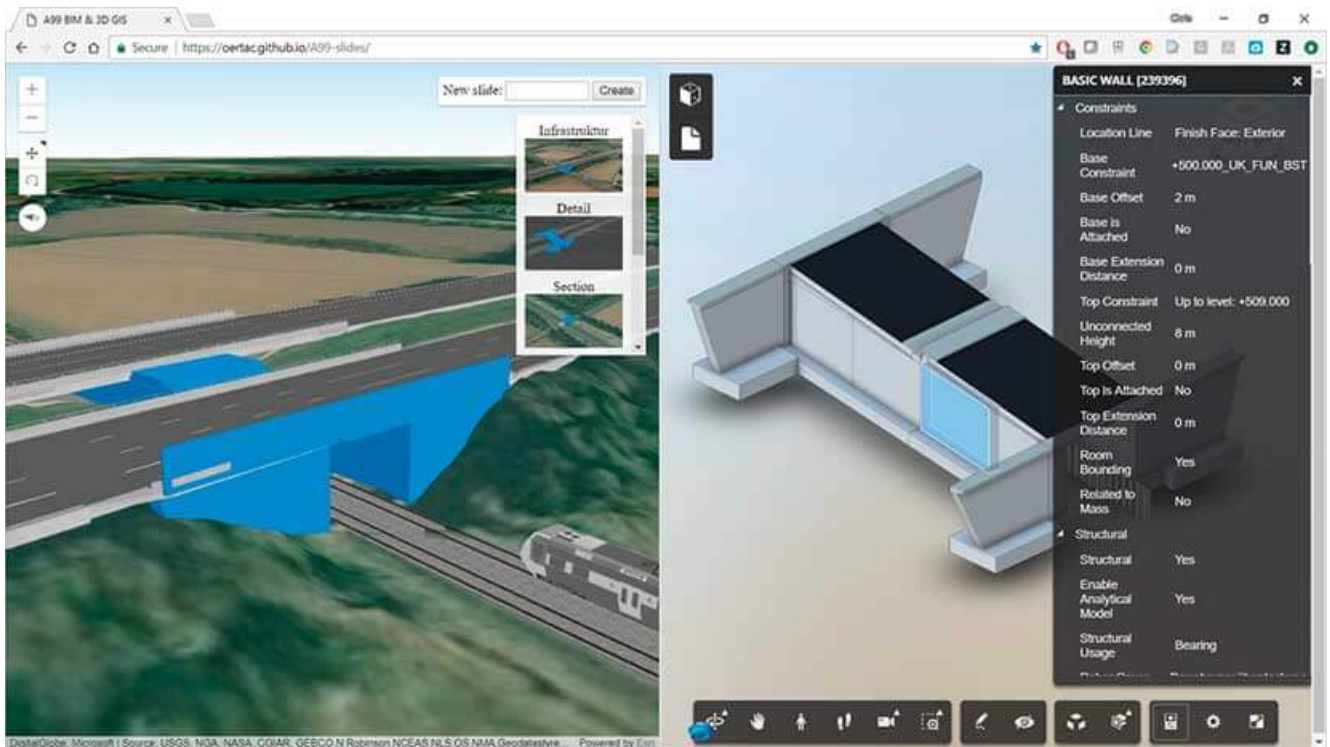 A99 BIM & 3D GIS
Secure | https://oertac.github.io/A99-slides/
New slide:
Create
Infrastruktur
Detail
Section
BASIC WALL [239396]
Constraints
Location Line Finish Face: Exterior
Base
Constraint +500.000_UK_FUN_BST
Base Offset 2 m
Base is
Attached No
Base Extension
Distance 0 m
Top Constraint Up to level: +509.000
Unconnected
Height 8 m
Top Offset 0 m
Top is Attached No
Top Extension
Distance 0 m
Room
Bounding Yes
Related to
Mass No
Structural
Structural Yes
Enable
Analytical
Model Yes
Structural
Usage Bearing
DigitalGlobe, Microsoft | Source: USGS, NGA, NASA, CGIAR, GEBCO,N Robinson,NCEAS,NLS,OS,NMA,Geodatastyre... Powered by Esri